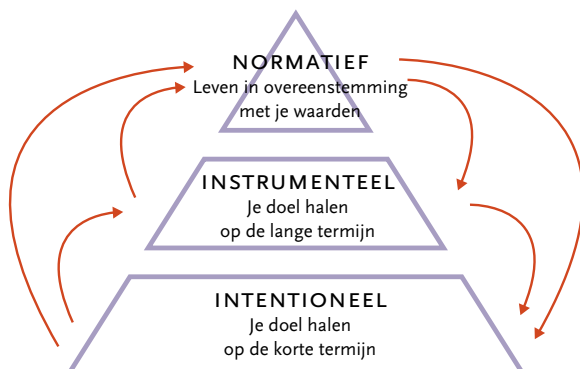 NORMATIEF
Leven in overeenstemming
met je waarden
INSTRUMENTEEL
Je doel halen
op de lange termijn
INTENTIONEEL
Je doel halen
op de korte termijn